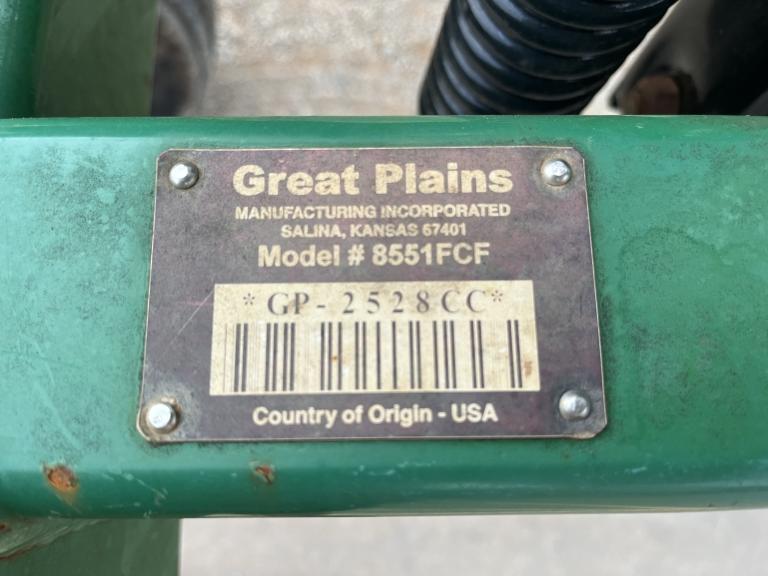 Great Plains
MANUFACTURING INCORPORATED
SALINA, KANSAS 67401
Model # 8551FCF
*GP-2528CC*
Country of Origin - USA